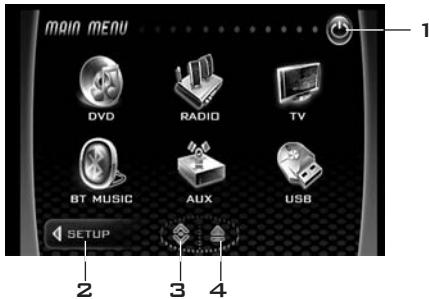 MAIN MENU
1
DVD RADIO TV
BT MUSIC AUX USB
SETUP
2 3 4